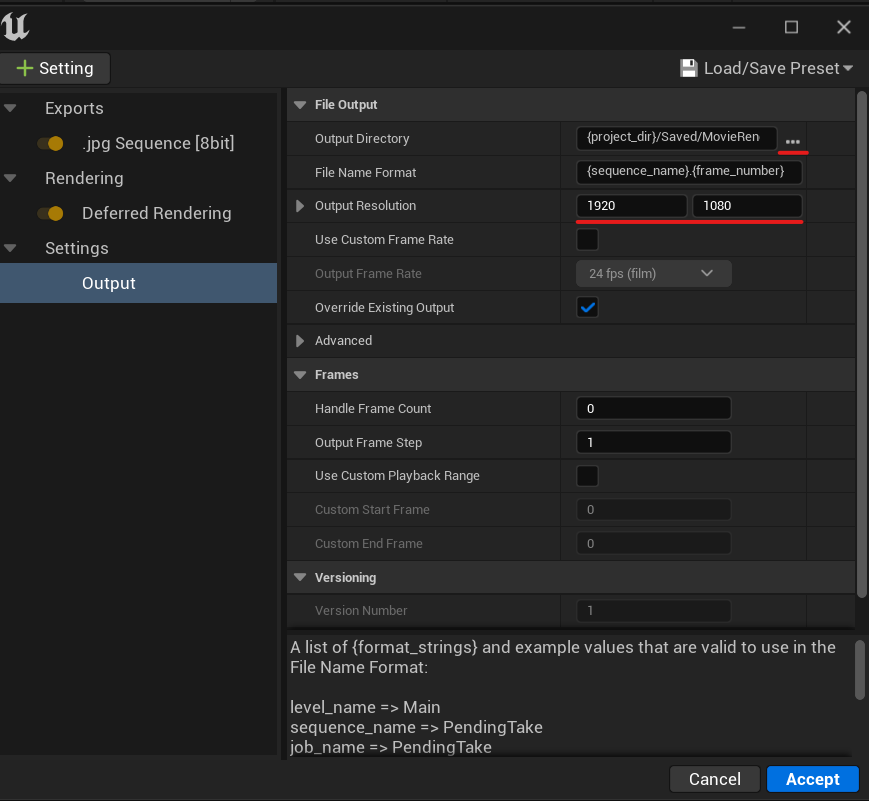 Setting
Load/Save Preset
Exports
.jpg Sequence [8bit]
Rendering
Deferred Rendering
Settings
Output
File Output
Output Directory
{project_dir}/Saved/MovieRen
...
File Name Format
{sequence_name}.{frame_number}
Output Resolution
1920
1080
Use Custom Frame Rate
Output Frame Rate
24 fps (film)
Override Existing Output
Advanced
Frames
Handle Frame Count
0
Output Frame Step
1
Use Custom Playback Range
Custom Start Frame
0
Custom End Frame
0
Versioning
Version Number
1
A list of {format_strings} and example values that are valid to use in the
File Name Format:
level_name => Main
sequence_name => PendingTake
job_name => PendingTake
Cancel
Accept